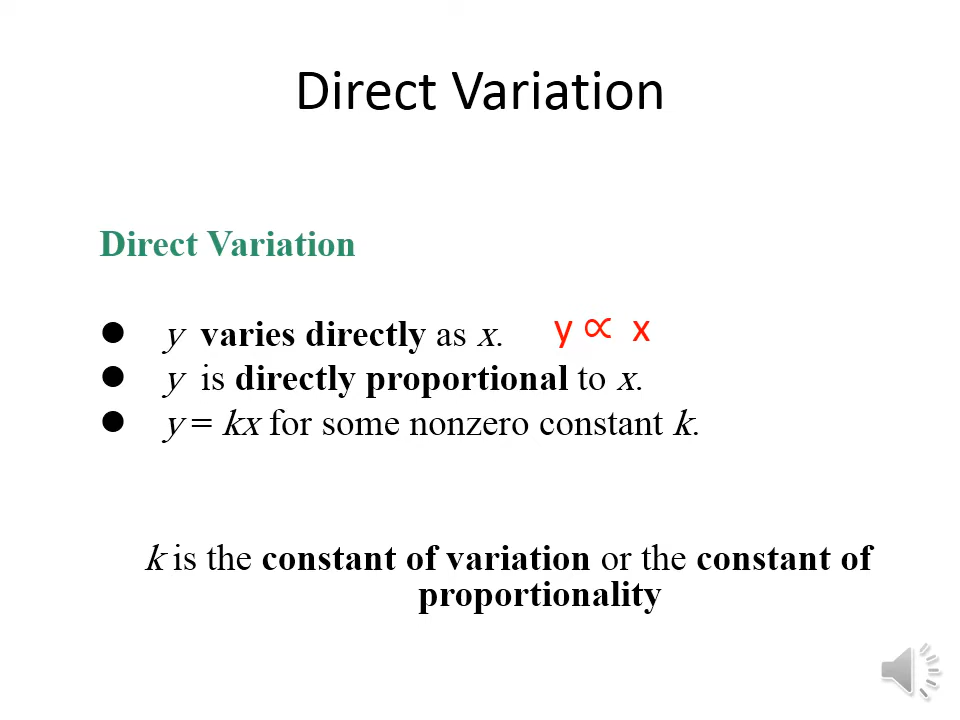 Direct Variation
Direct Variation
● y varies directly as x. y ∝ x
● y is directly proportional to x.
● y = kx for some nonzero constant k.
k is the constant of variation or the constant of
proportionality